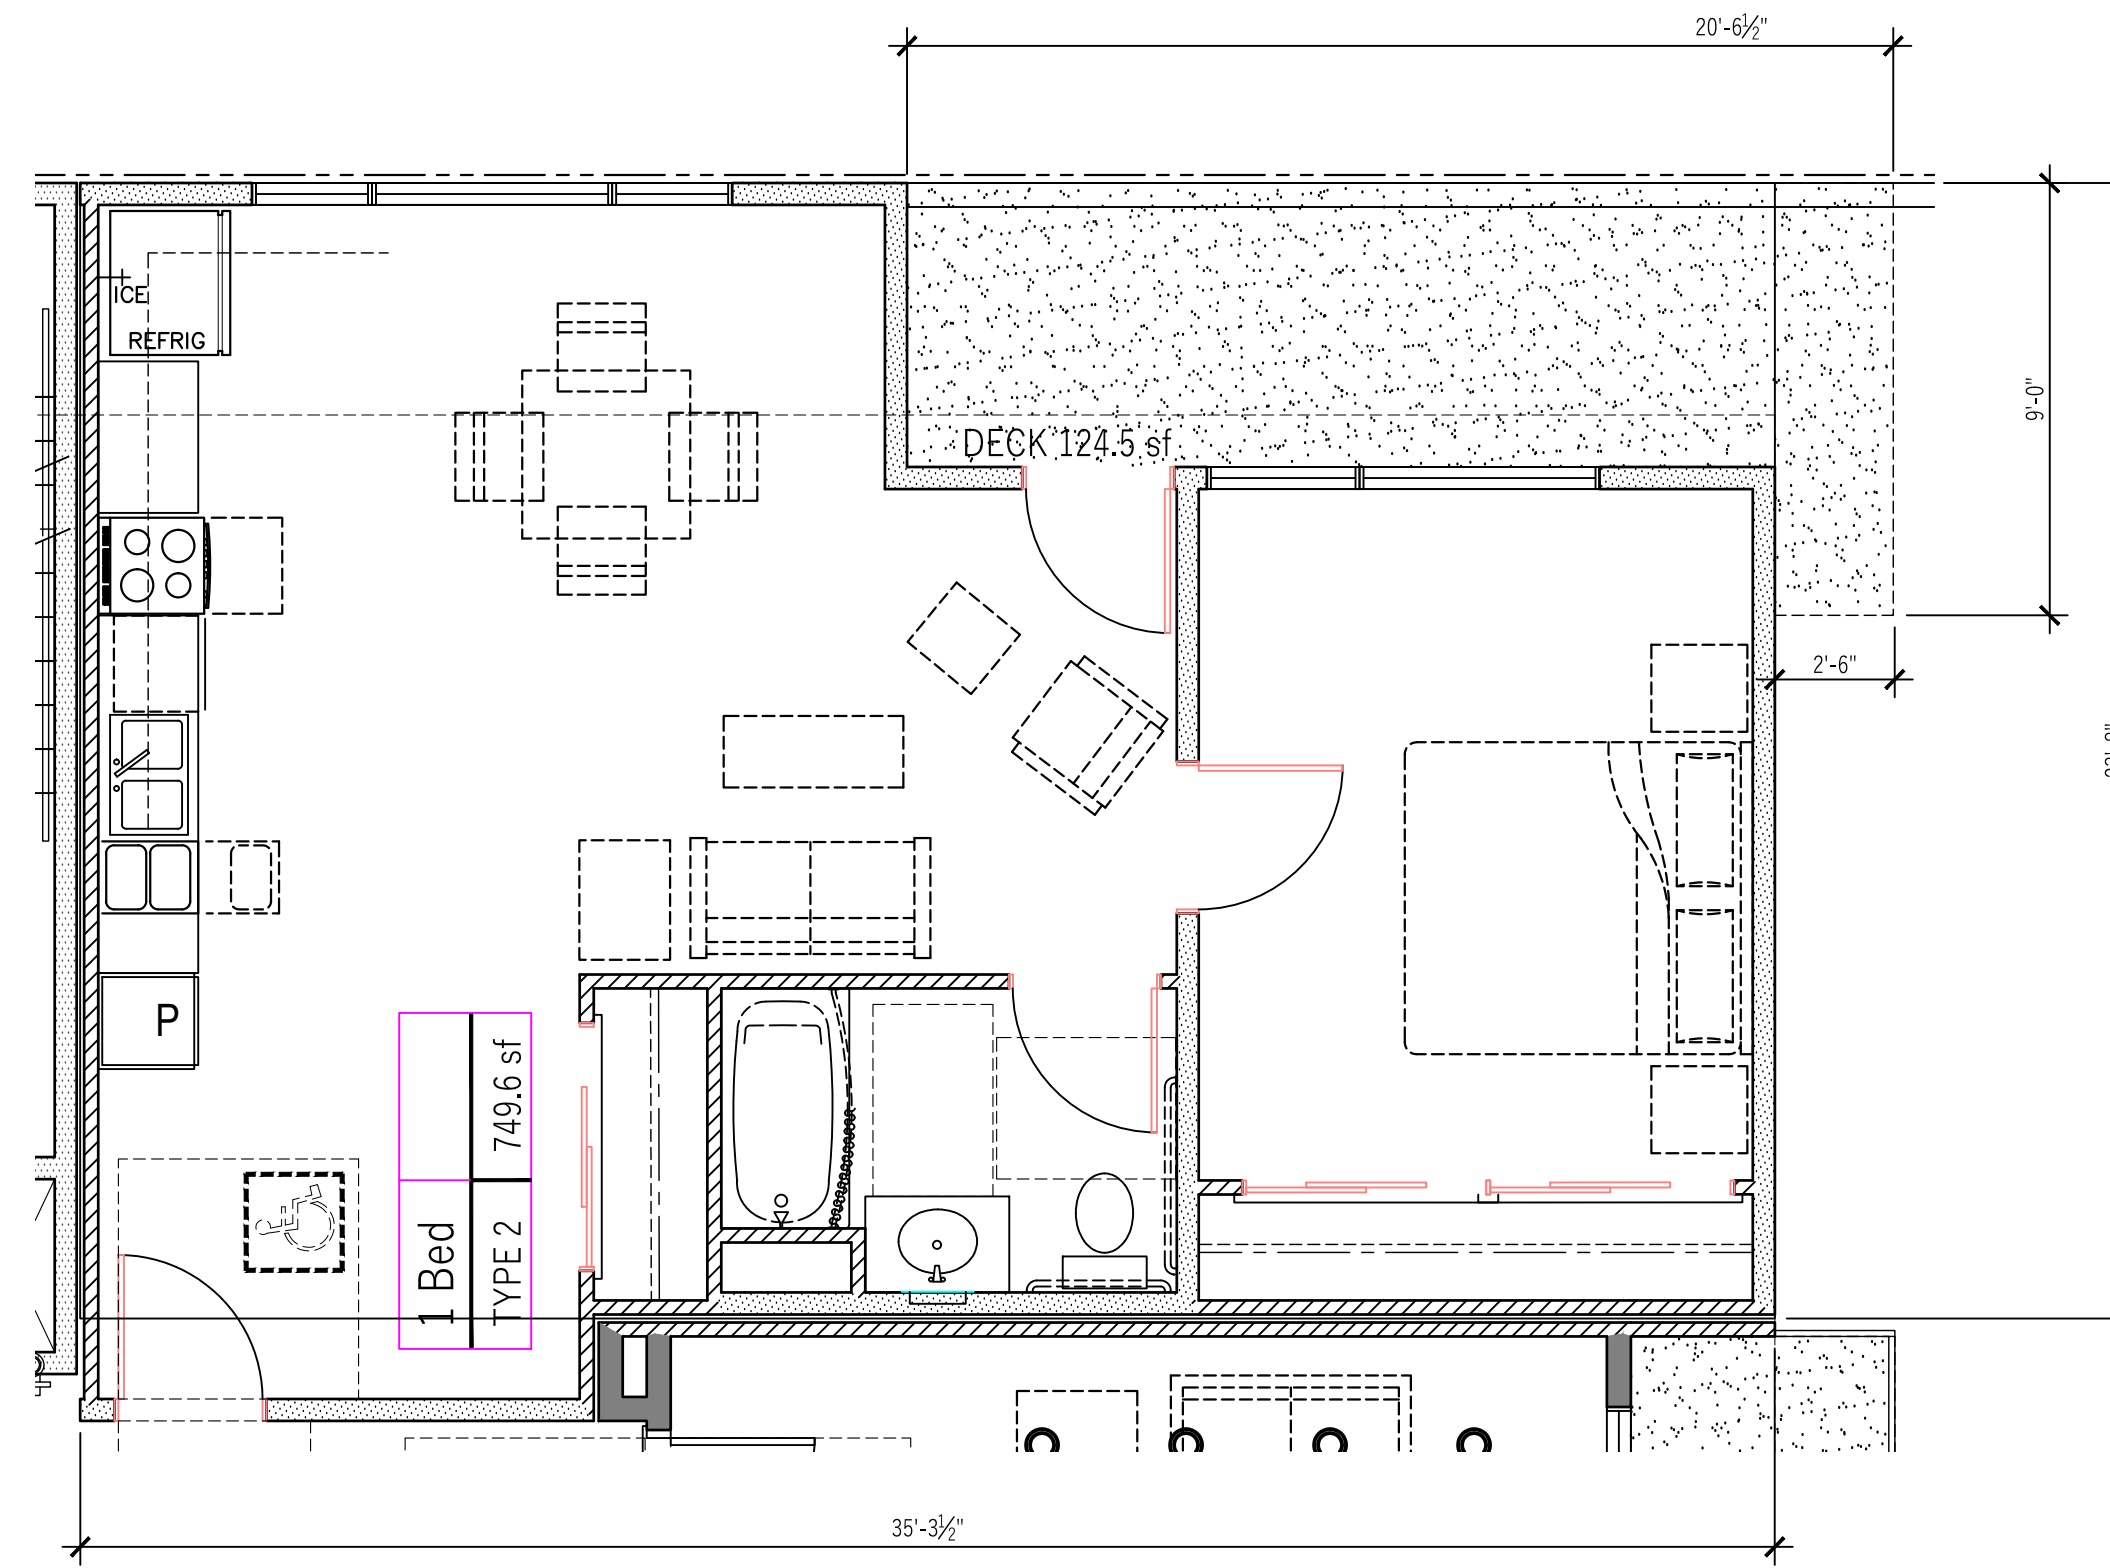 20'-6½"
ICE
REFRIG
9'-0"
DECK 124.5 sf
2'-6"
P
749.6 sf
1 Bed
TYPE 2
35'-3½"